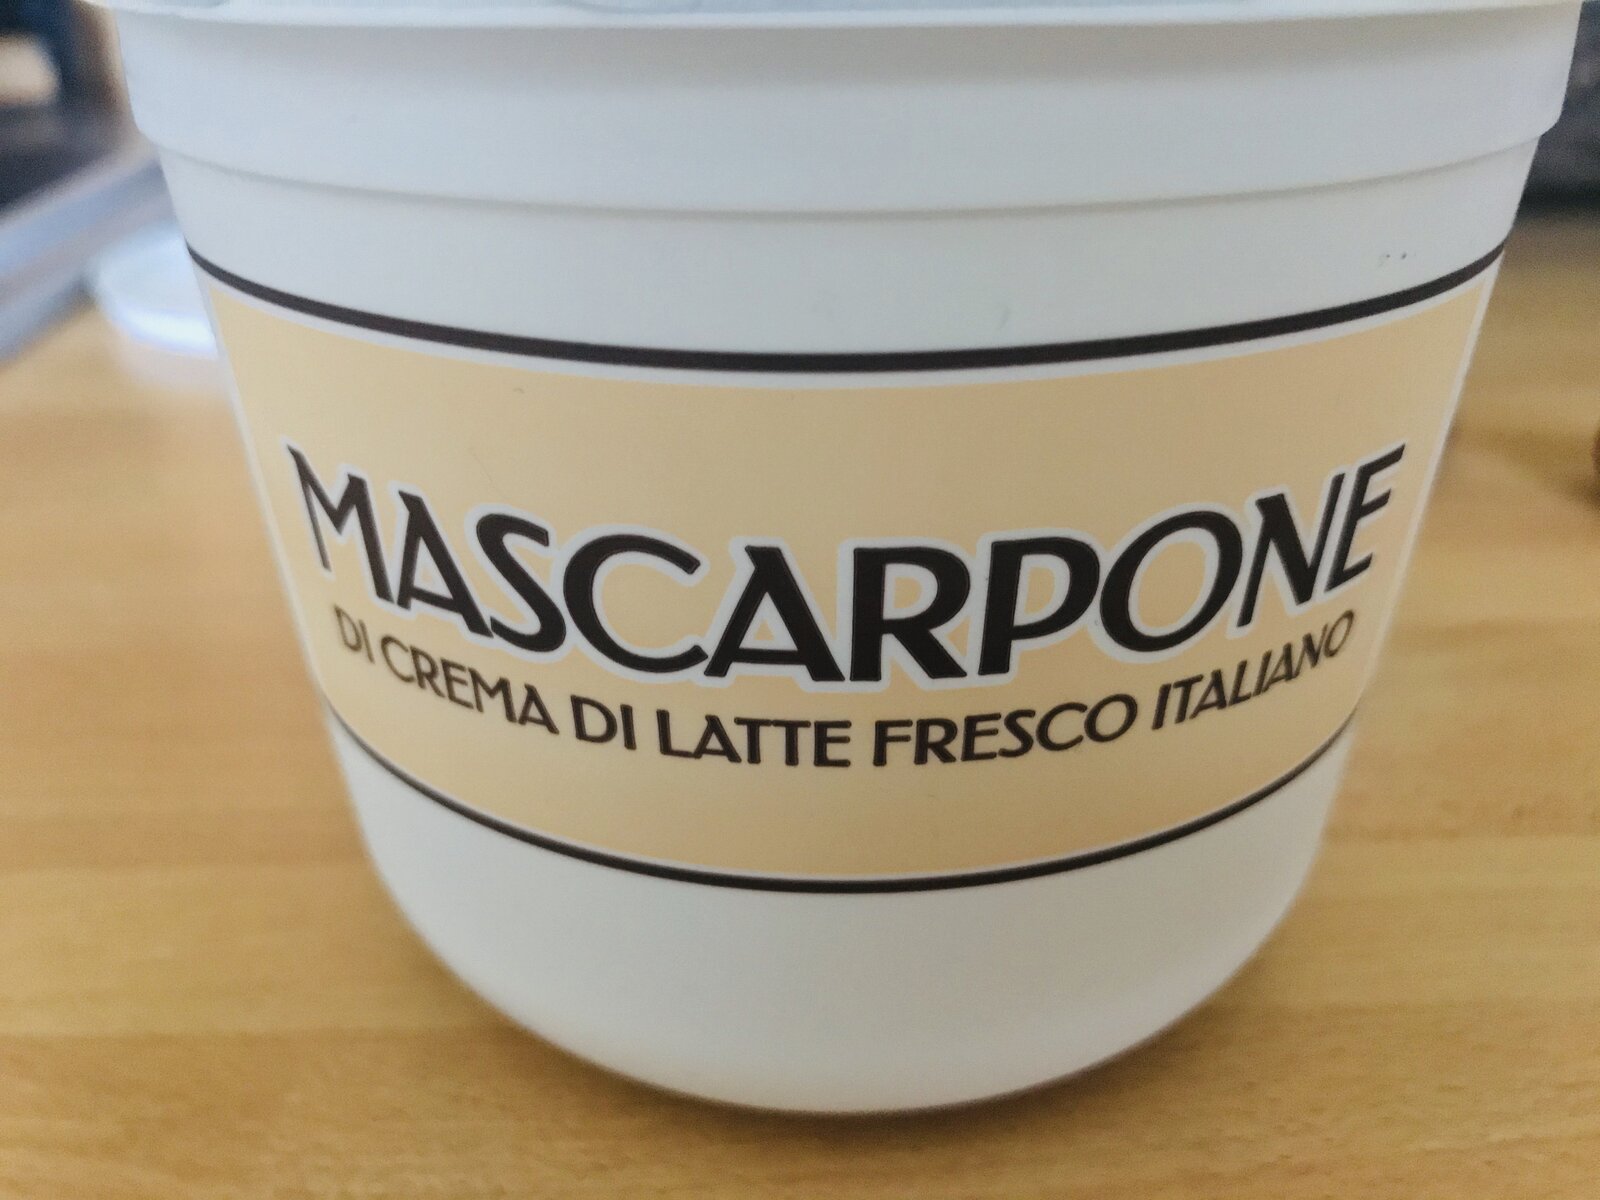 MASCARPONE
DI CREMA DI LATTE FRESCO ITALIANO